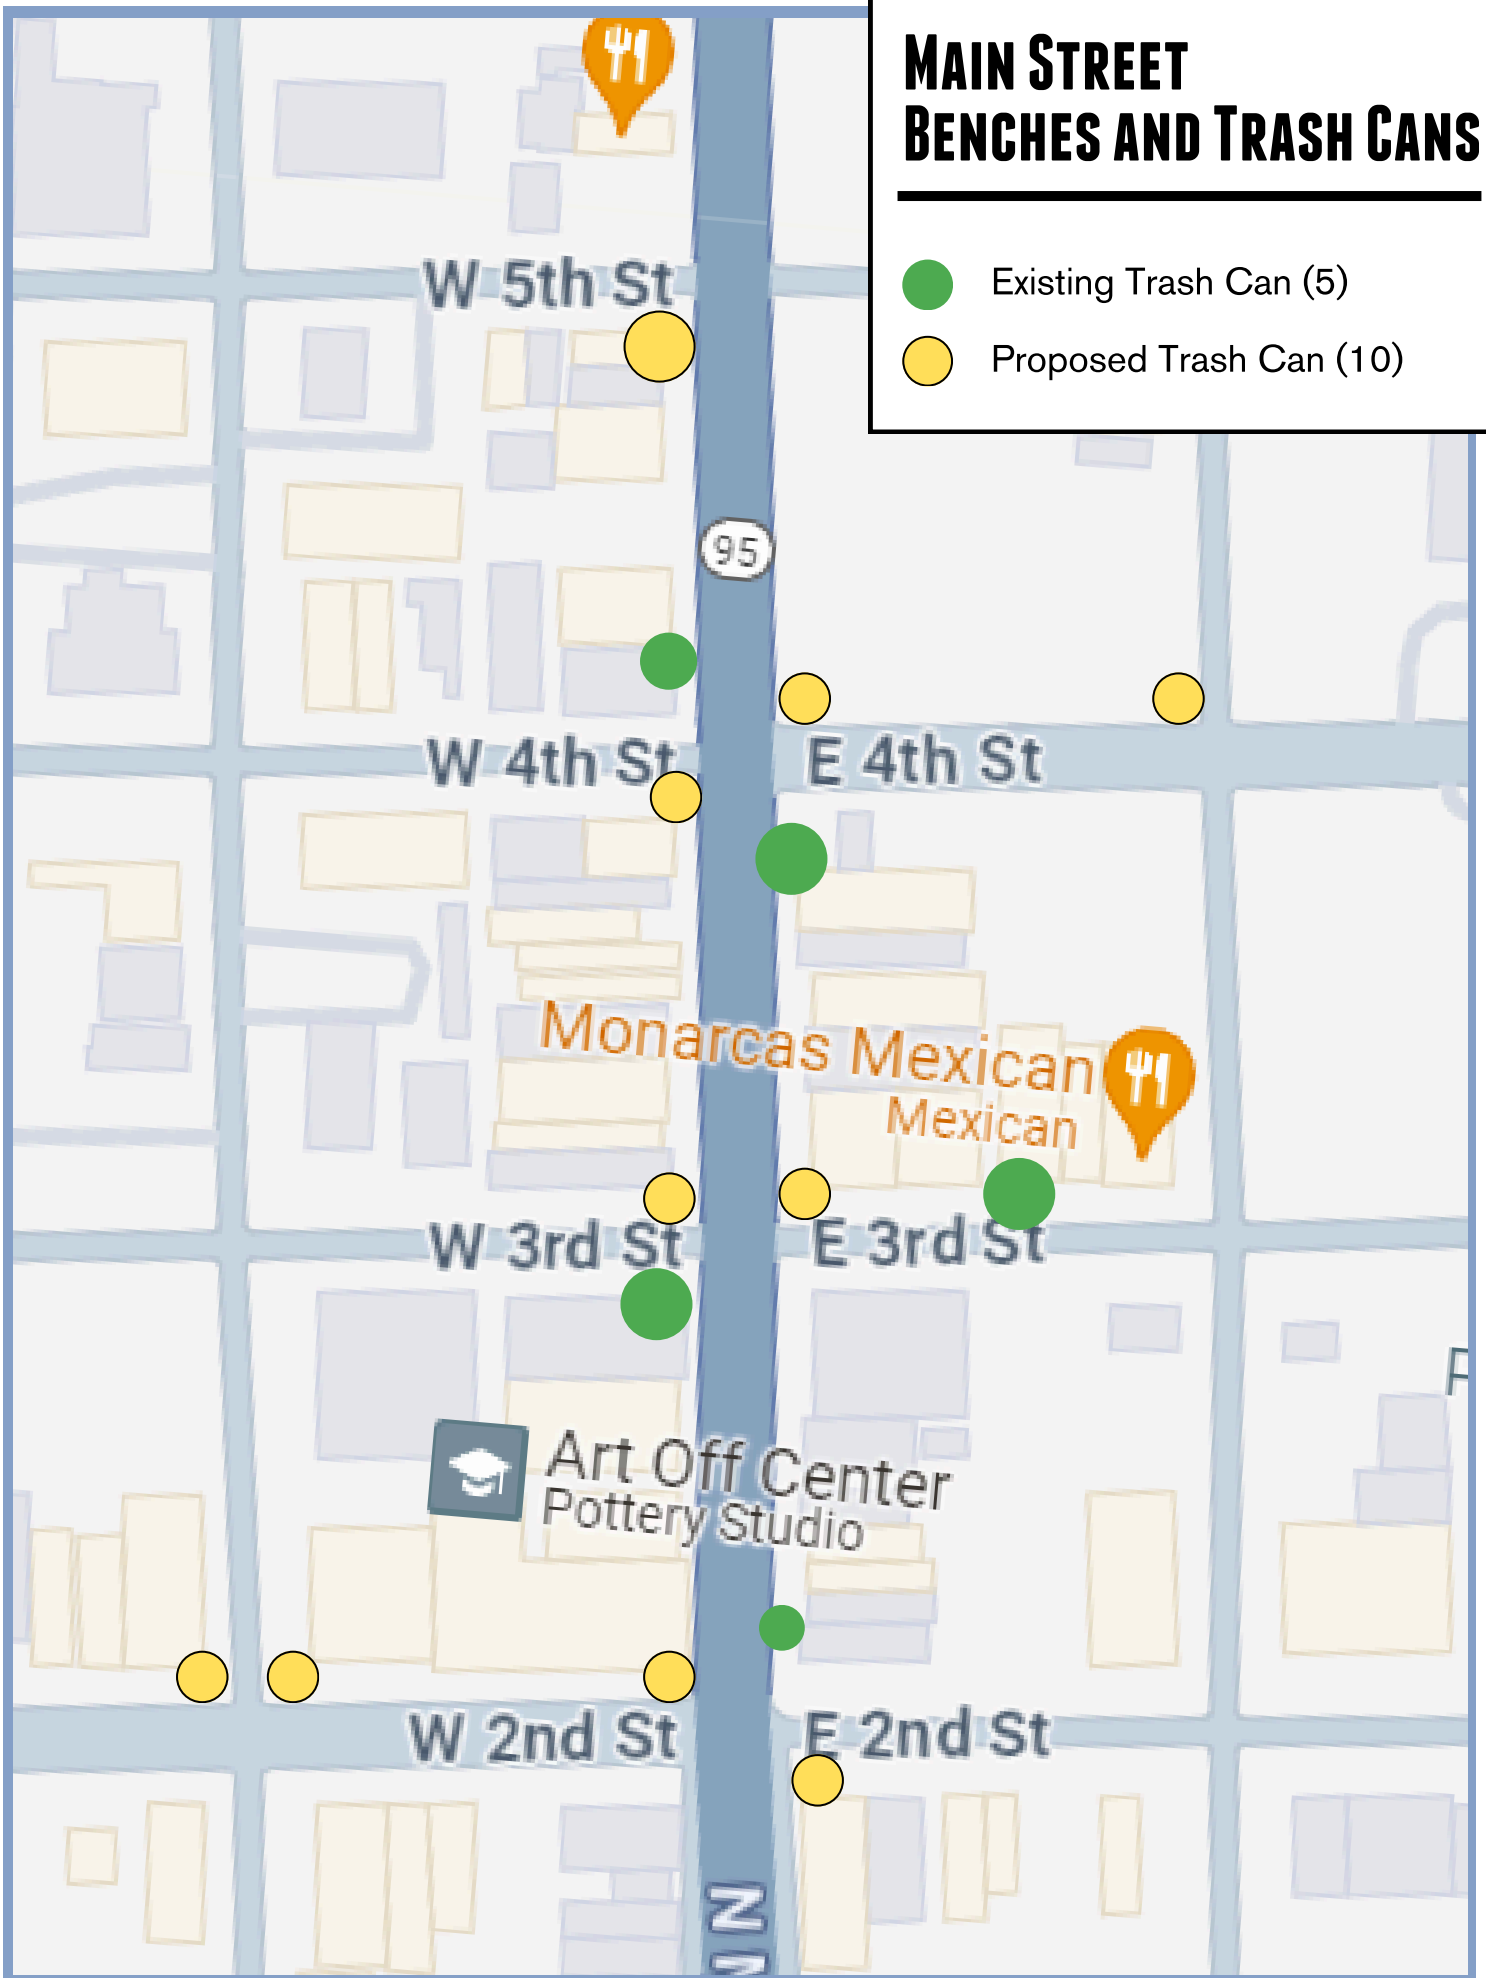 MAIN STREET
BENCHES AND TRASH CANS
Existing Trash Can (5)
Proposed Trash Can (10)
W 5th St
95
W 4th St
E 4th St
Monarcas Mexican
Mexican
W 3rd St
E 3rd St
Art Off Center
Pottery Studio
W 2nd St
E 2nd St